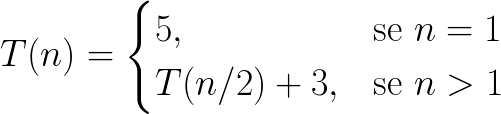 T(n) = { 5, se n = 1
T(n/2) + 3, se n > 1